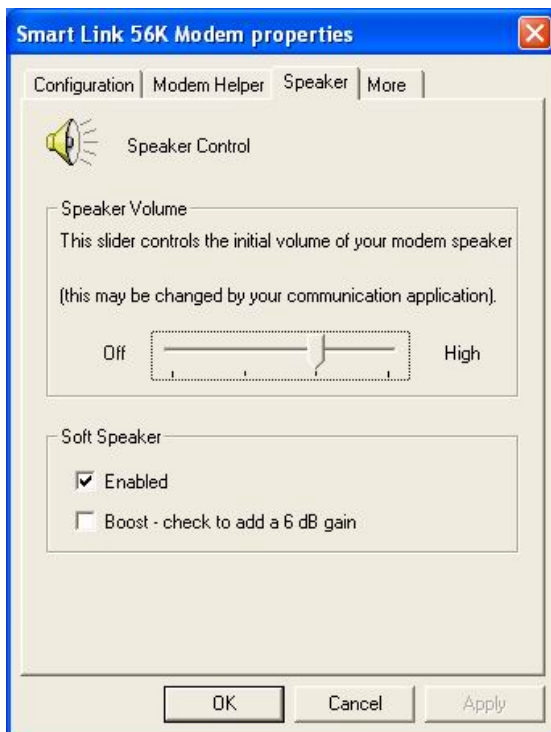 Smart Link 56K Modem properties
Configuration
Modem Helper
Speaker
More
Speaker Control
Speaker Volume
This slider controls the initial volume of your modem speaker
(this may be changed by your communication application).
Off
High
Soft Speaker
Enabled
Boost - check to add a 6 dB gain
OK
Cancel
Apply